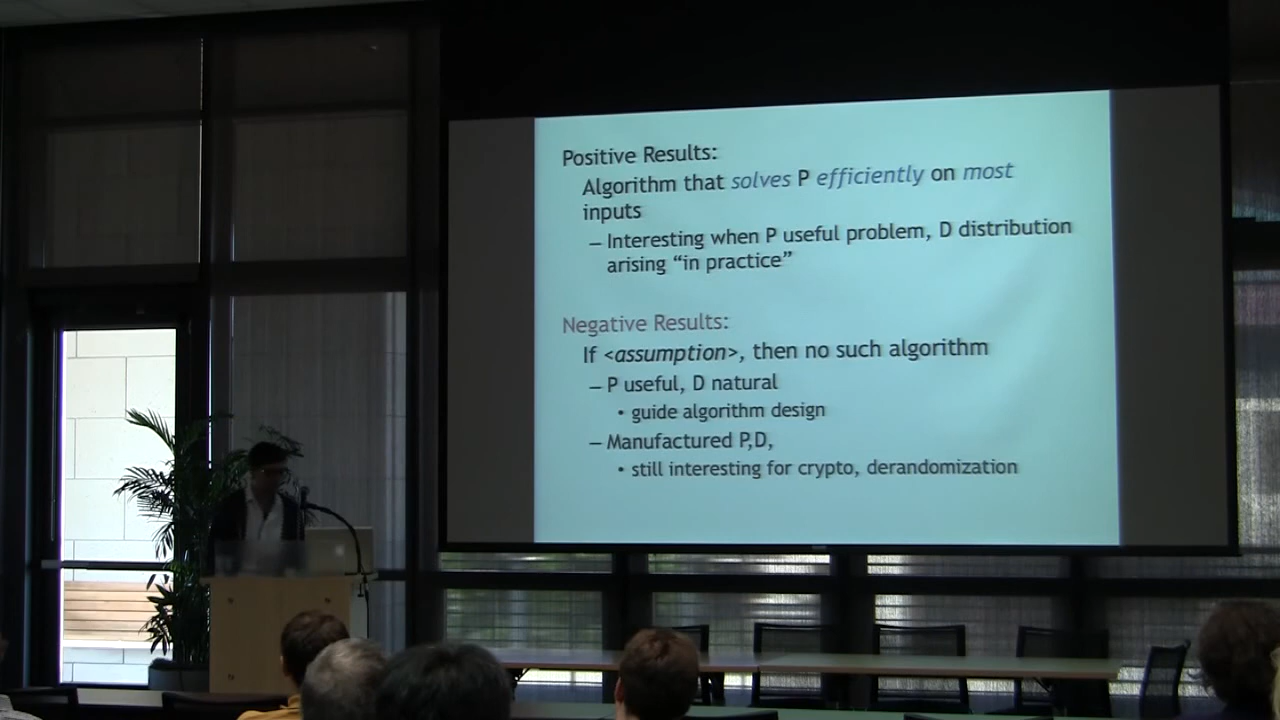 Positive Results:
Algorithm that solves P efficiently on most
inputs
– Interesting when P useful problem, D distribution
arising “in practice”
Negative Results:
If <assumption>, then no such algorithm
– P useful, D natural
• guide algorithm design
– Manufactured P,D,
• still interesting for crypto, derandomization